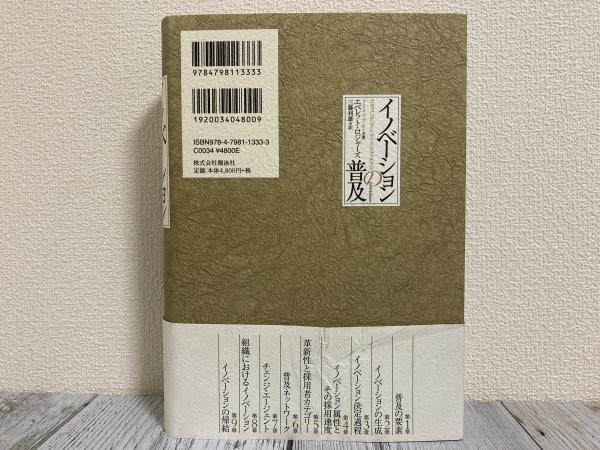 9784798113333
1920034048009
ISBN978-4-7981-1333-3
C0034 ¥4800E
株式会社翔泳社
定価：本体4,800円+税
イノベーションの普及
エベレット・ロジャーズ
三藤利雄 訳
ベーション
第1章
普及の要素
第2章
イノベーションの生成
第3章
イノベーション決定過程
第4章
イノベーション属性と
その採用速度
第5章
革新性と採用者カテゴリー
第6章
普及ネットワーク
第7章
チェンジ・エージェント
第8章
組織におけるイノベーション
第9章
イノベーションの帰結